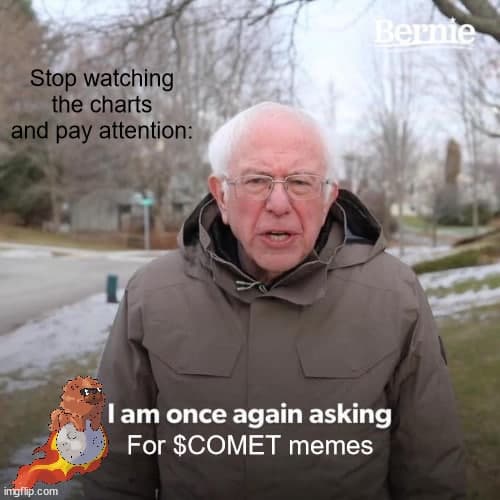 Bernie
Stop watching
the charts
and pay attention:
I am once again asking
For $COMET memes
imgflip.com